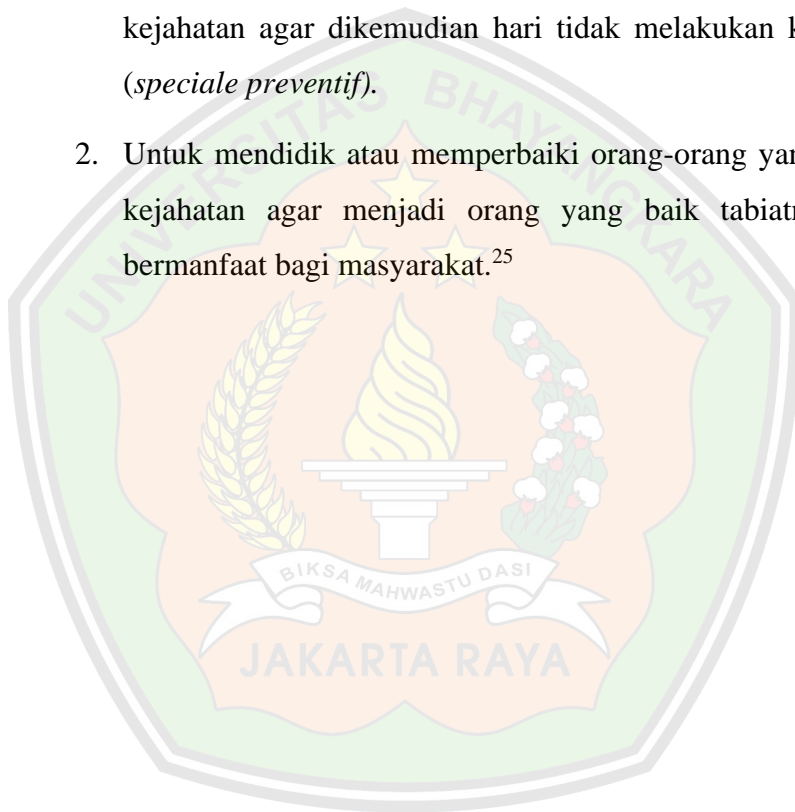 kejahatan agar dikemudian hari tidak melakukan
(speciale preventif).
2. Untuk mendidik atau memperbaiki orang-orang
kejahatan agar menjadi orang yang baik
bermanfaat bagi masyarakat.25
UNIVERSITAS BHAYANGKARA
BIKSA MAHWASTU DASI
JAKARTA RAYA